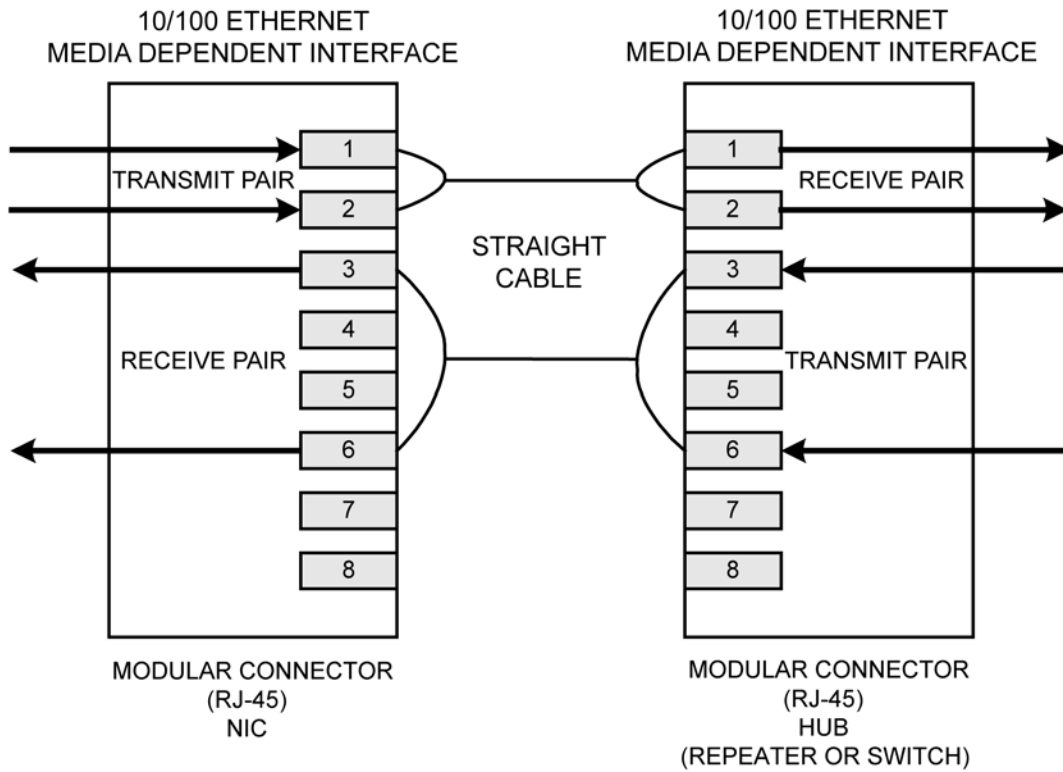 10/100 ETHERNET
MEDIA DEPENDENT INTERFACE
10/100 ETHERNET
MEDIA DEPENDENT INTERFACE
1
TRANSMIT PAIR
2
3
4
RECEIVE PAIR
5
6
7
8
STRAIGHT
CABLE
1
RECEIVE PAIR
2
3
4
TRANSMIT PAIR
5
6
7
8
MODULAR CONNECTOR
(RJ-45)
NIC
MODULAR CONNECTOR
(RJ-45)
HUB
(REPEATER OR SWITCH)